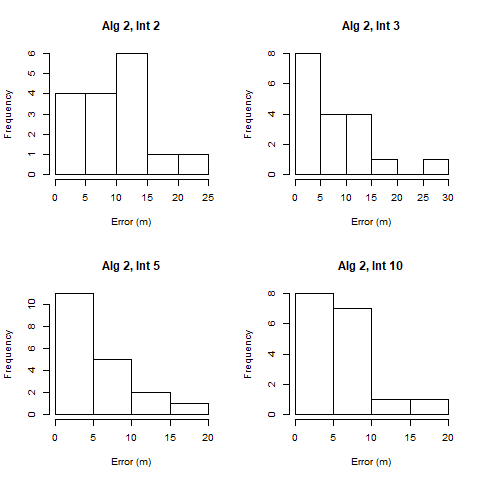 Alg 2, Int 2
Frequency
0 1 2 3 4 5 6
0 5 10 15 20 25
Error (m)
Alg 2, Int 3
Frequency
0 2 4 6 8
0 5 10 15 20 25 30
Error (m)
Alg 2, Int 5
Frequency
0 2 4 6 8 10
0 5 10 15 20
Error (m)
Alg 2, Int 10
Frequency
0 2 4 6 8
0 5 10 15 20
Error (m)